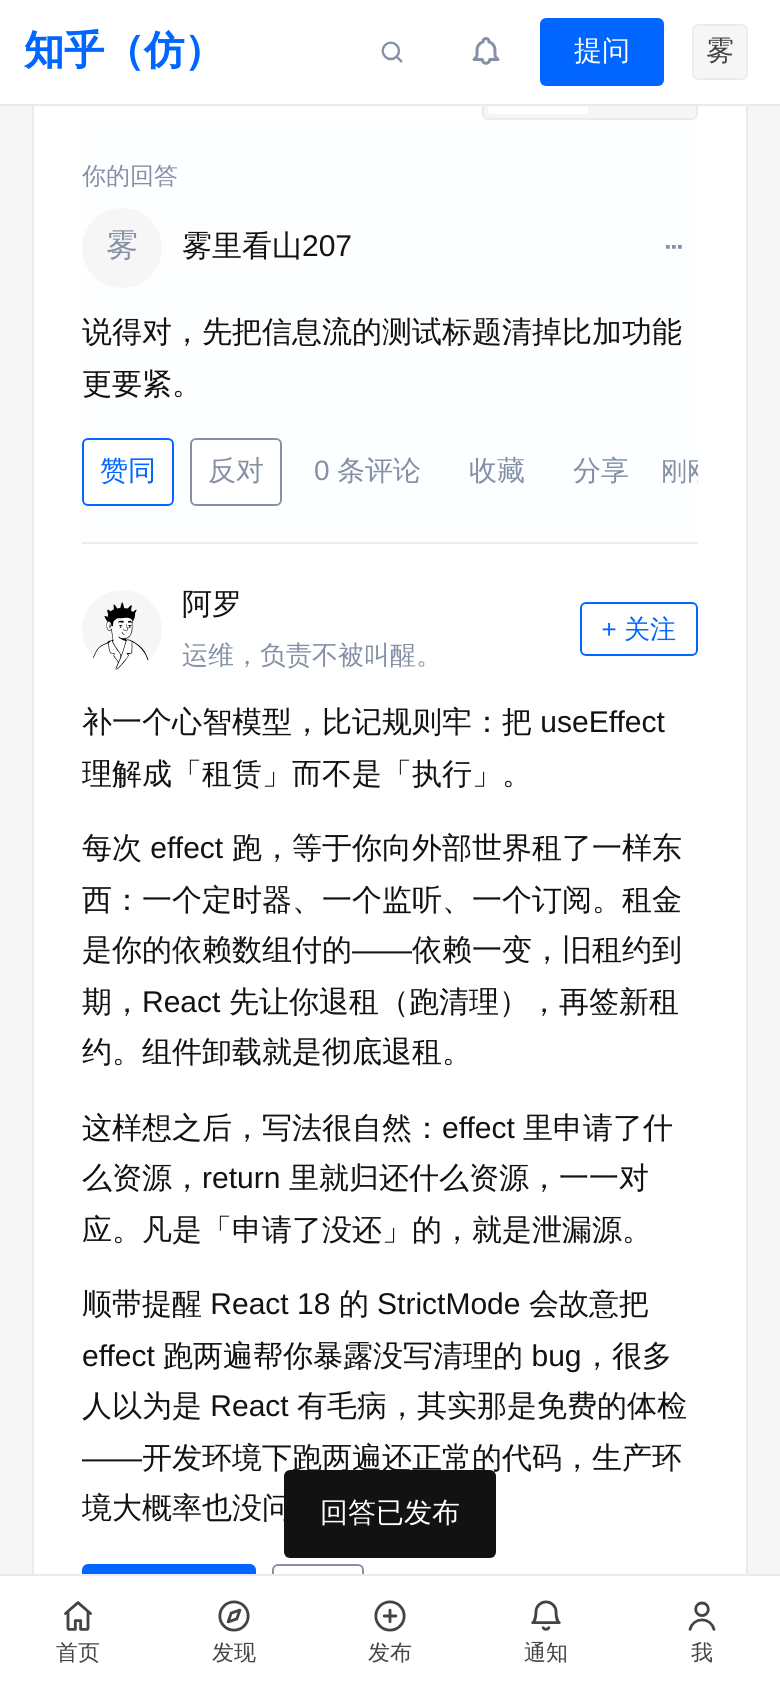 知乎（仿）
提问
雾
你的回答
雾
雾里看山207
说得对，先把信息流的测试标题清掉比加功能
更要紧。
赞同 反对 0 条评论 收藏 分享 刚
阿罗
运维，负责不被叫醒。
+ 关注
补一个心智模型，比记规则牢：把 useEffect
理解成「租赁」而不是「执行」。
每次 effect 跑，等于你向外部世界租了一样东
西：一个定时器、一个监听、一个订阅。租金
是你的依赖数组付的——依赖一变，旧租约到
期，React 先让你退租（跑清理），再签新租
约。组件卸载就是彻底退租。
这样想之后，写法很自然：effect 里申请了什
么资源，return 里就归还什么资源，一一对
应。凡是「申请了没还」的，就是泄漏源。
顺带提醒 React 18 的 StrictMode 会故意把
effect 跑两遍帮你暴露没写清理的 bug，很多
人以为是 React 有毛病，其实那是免费的体检
——开发环境下跑两遍还正常的代码，生产环
境大概率也没问
回答已发布
首页 发现 发布 通知 我